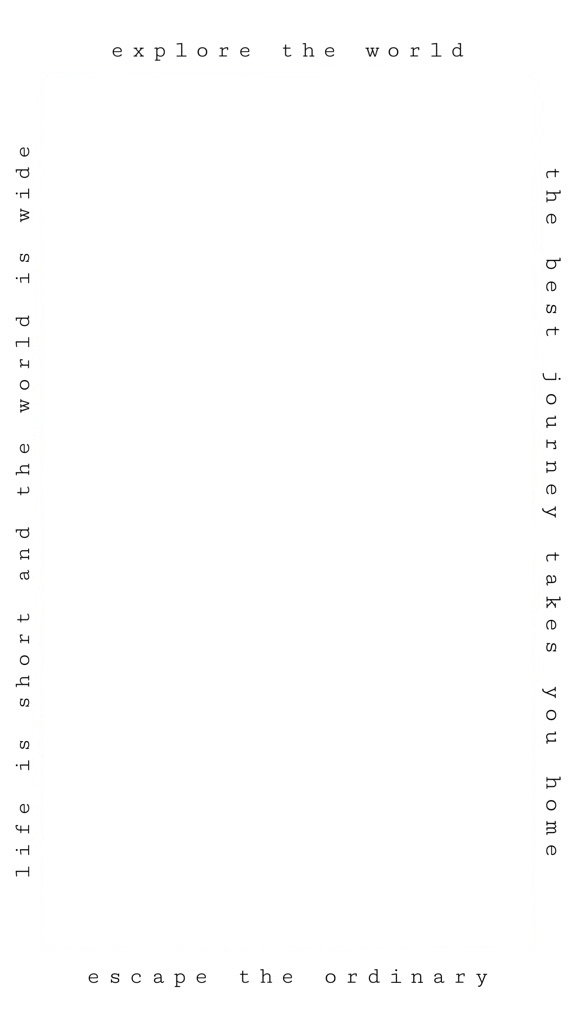 explore the world
life is short and the world is wide
the best journey takes you home
escape the ordinary